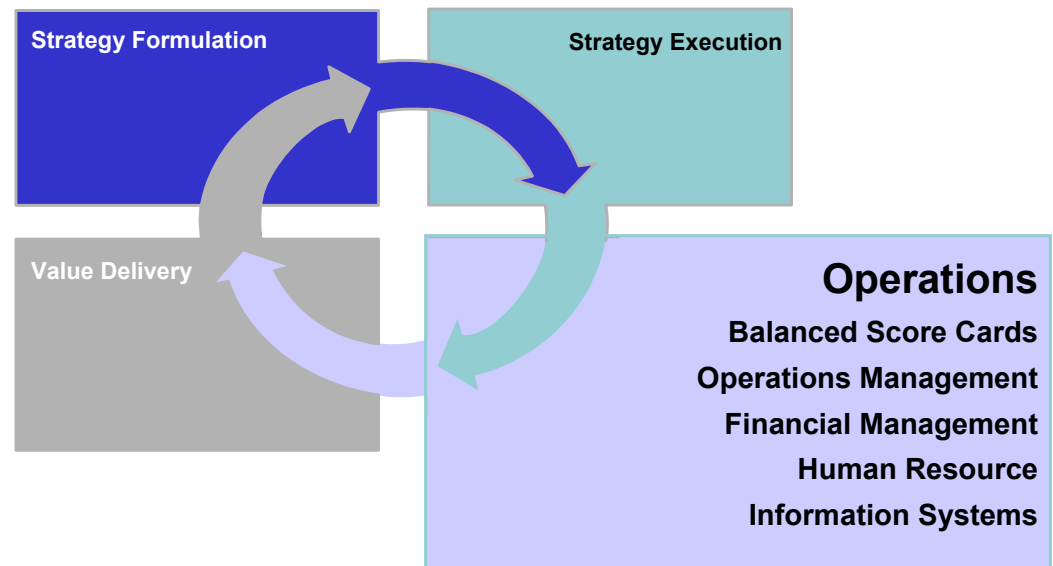 Strategy Formulation
Strategy Execution
Value Delivery
Operations
Balanced Score Cards
Operations Management
Financial Management
Human Resource
Information Systems